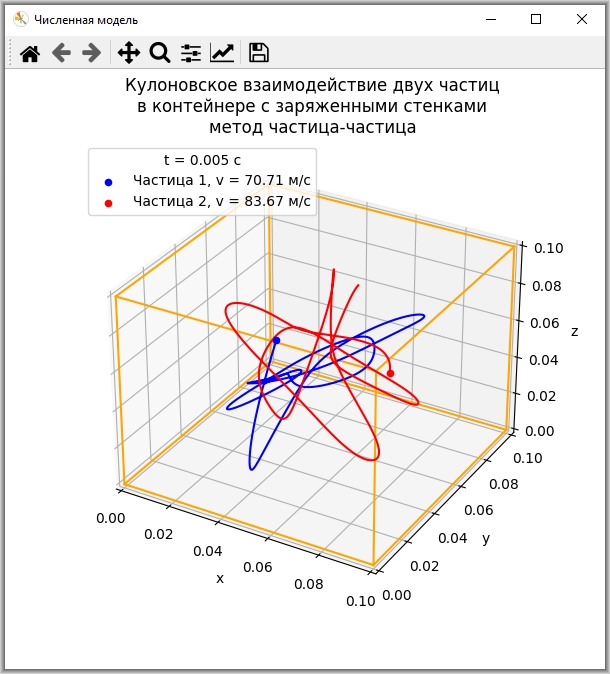 Численная модель
Кулоновское взаимодействие двух частиц
в контейнере с заряженными стенками
метод частица-частица
t = 0.005 с
Частица 1, v = 70.71 м/с
Частица 2, v = 83.67 м/с
0.10
0.08
0.06
z
0.04
0.02
0.00
0.10
0.08
0.06
y
0.04
0.02
0.00
0.00
0.02
0.04
x
0.06
0.08
0.10